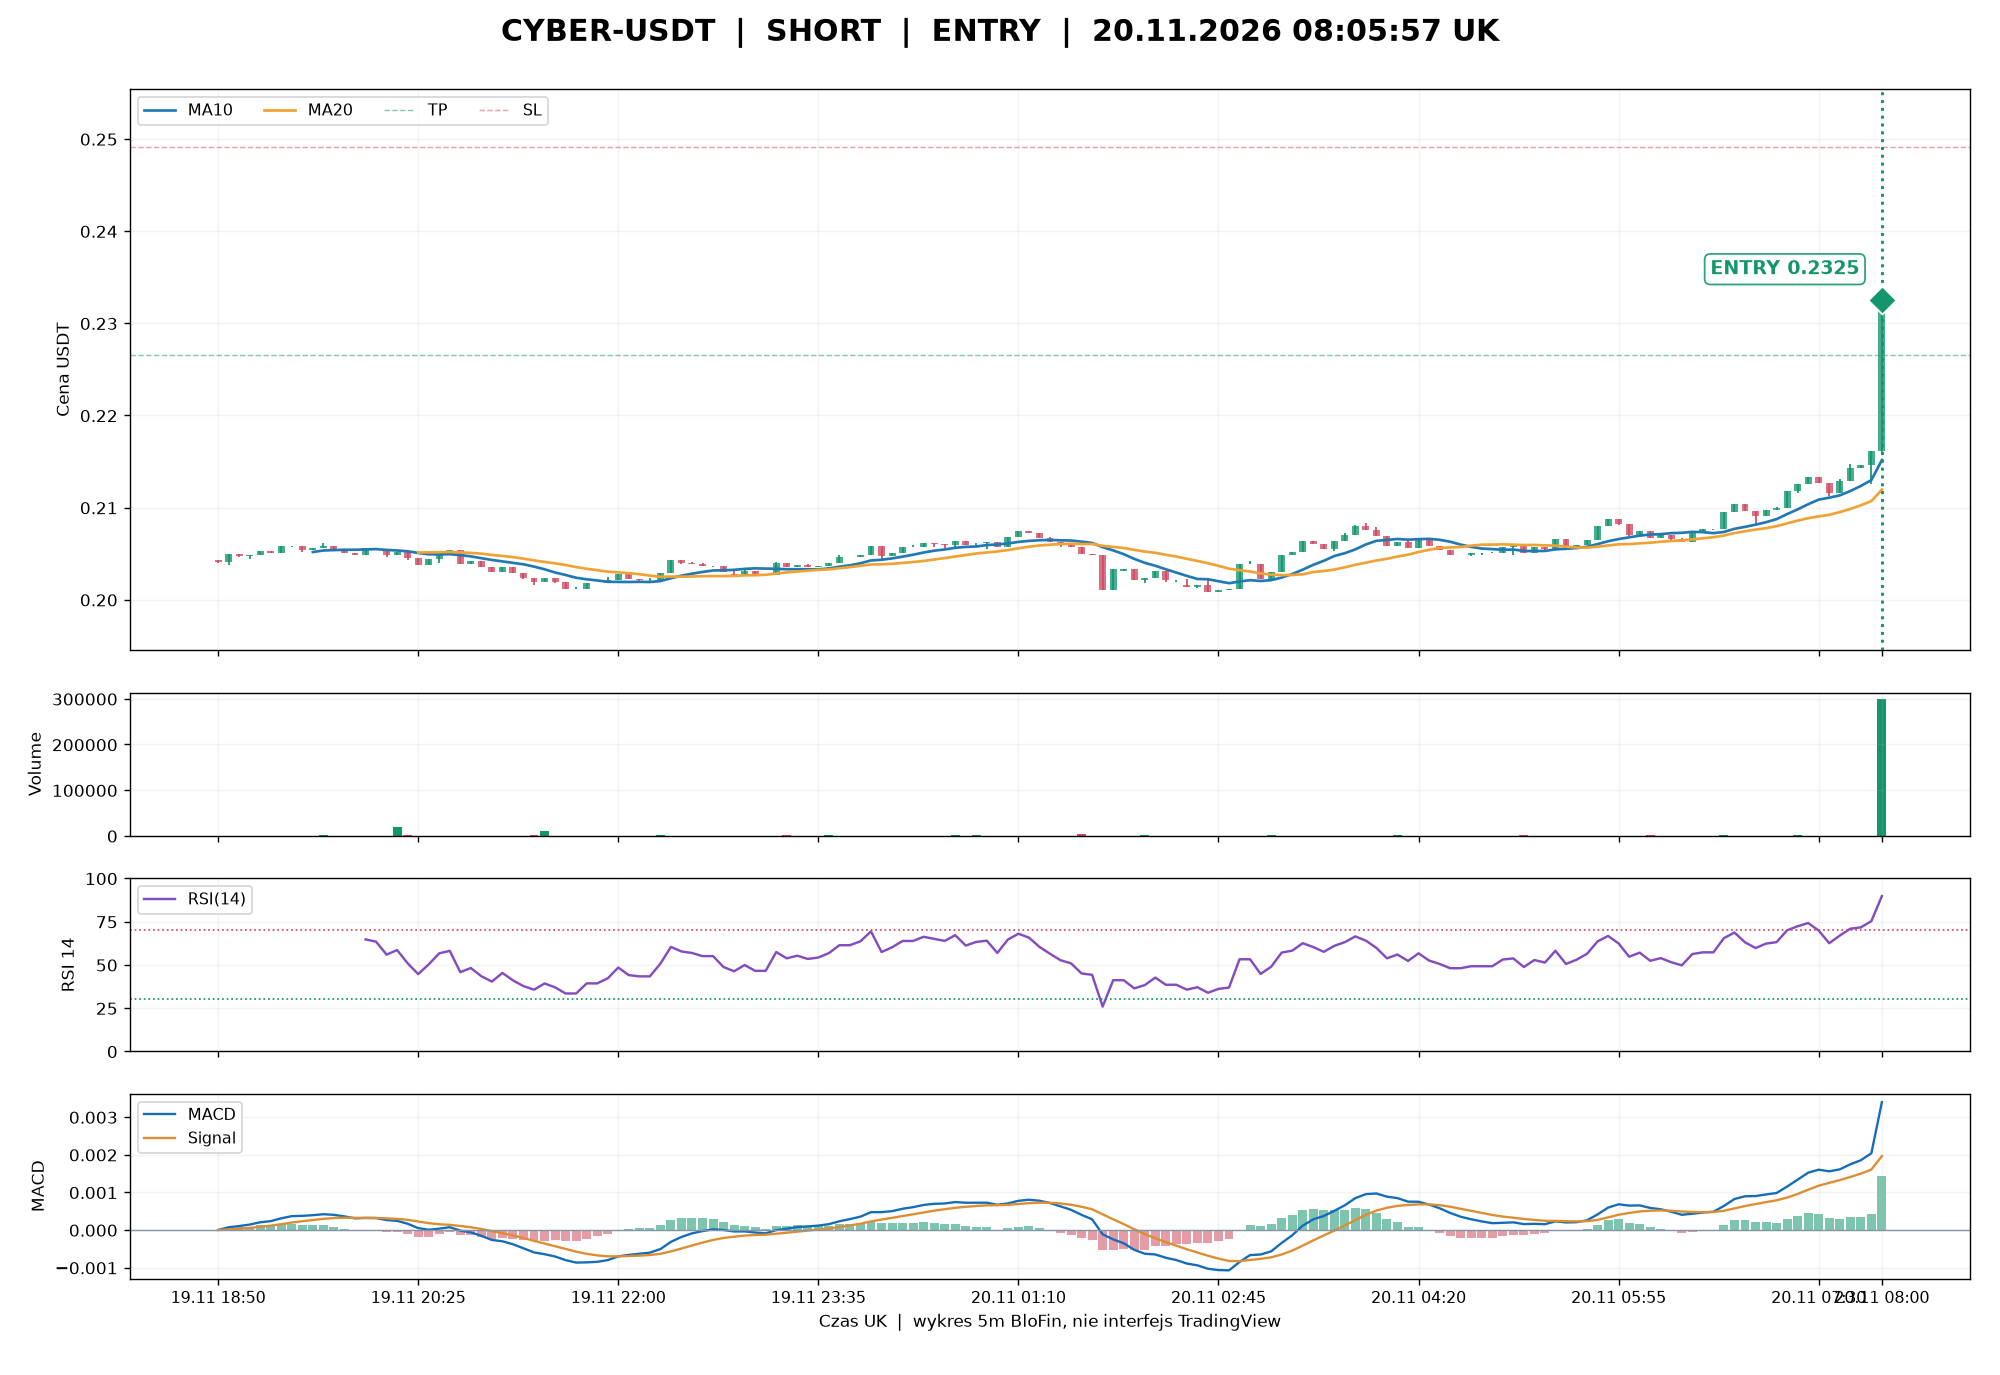 CYBER-USDT | SHORT | ENTRY | 20.11.2026 08:05:57 UK
MA10 MA20 TP SL
0.25
0.24
ENTRY 0.2325
0.23
0.22
0.21
0.20
Cena USDT
300000
200000
100000
0
Volume
RSI(14)
100
75
50
25
0
RSI 14
MACD
Signal
0.003
0.002
0.001
0.000
−0.001
MACD
19.11 18:50 19.11 20:25 19.11 22:00 19.11 23:35 20.11 01:10 20.11 02:45 20.11 04:20 20.11 05:55 20.11 07:30 20.11 08:00
Czas UK | wykres 5m BloFin, nie interfejs TradingView